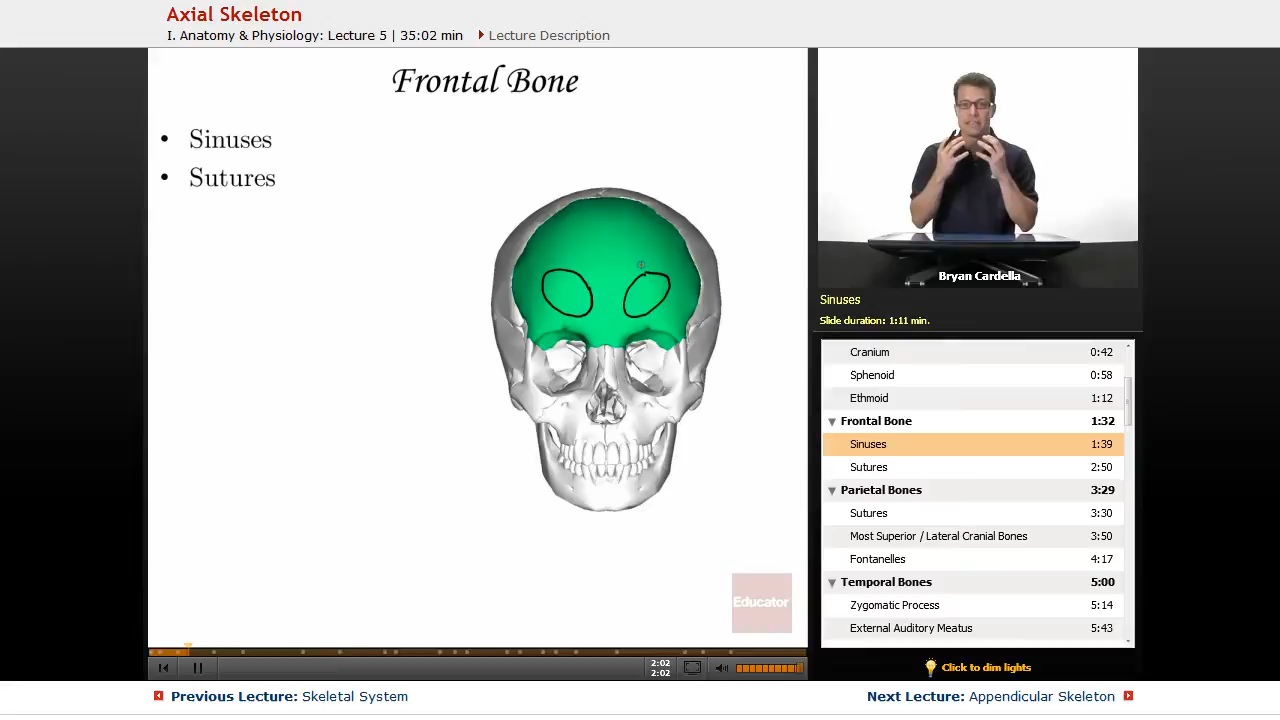 Axial Skeleton
I. Anatomy & Physiology: Lecture 5 | 35:02 min
Lecture Description
Frontal Bone
• Sinuses
• Sutures
Educator
2:02
2:02
Bryan Cardella
Sinuses
Slide duration: 1:11 min.
Cranium 0:42
Sphenoid 0:58
Ethmoid 1:12
Frontal Bone 1:32
Sinuses 1:39
Sutures 2:50
Parietal Bones 3:29
Sutures 3:30
Most Superior / Lateral Cranial Bones 3:50
Fontanelles 4:17
Temporal Bones 5:00
Zygomatic Process 5:14
External Auditory Meatus 5:43
Click to dim lights
Previous Lecture: Skeletal System
Next Lecture: Appendicular Skeleton